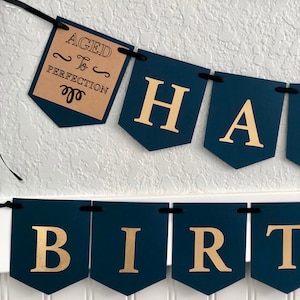 AGED
To
PERFECTION
HA
BIRT